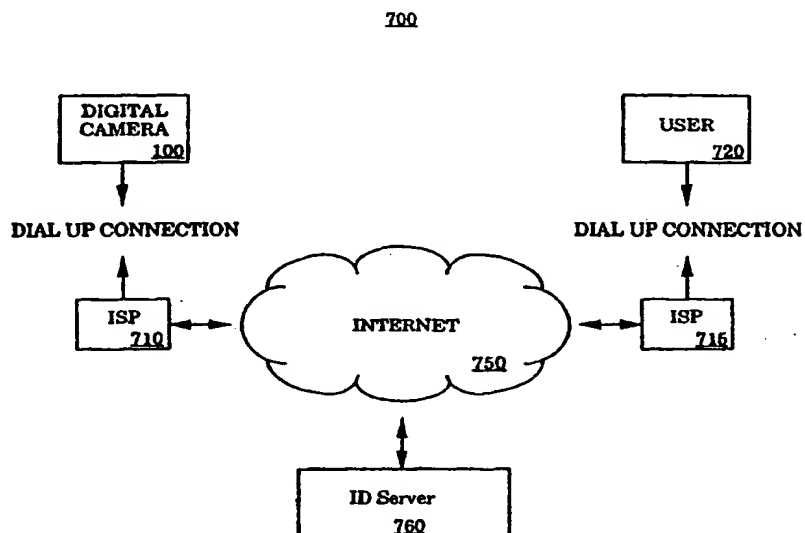 700
DIGITAL
CAMERA
100
USER
720
DIAL UP CONNECTION
DIAL UP CONNECTION
ISP
710
INTERNET
750
ISP
715
ID Server
760